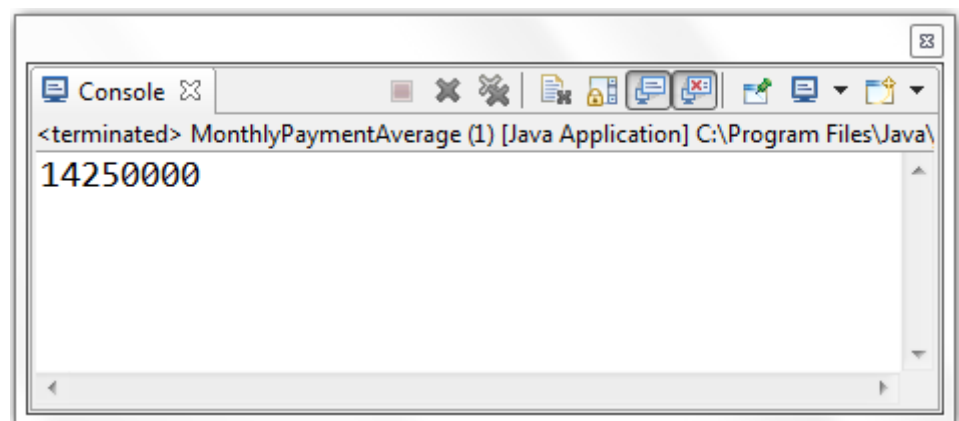 Console
<terminated> MonthlyPaymentAverage (1) [Java Application] C:\Program Files\Java\
14250000